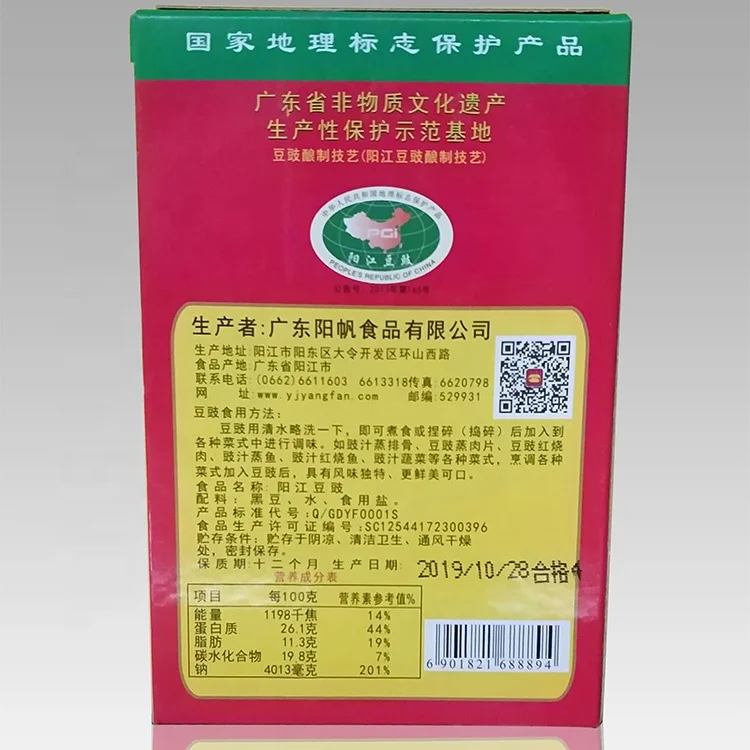 国家地理标志保护产品
广东省非物质文化遗产
生产性保护示范基地
豆豉酿制技艺(阳江豆豉酿制技艺)
中华人民共和国地理标志保护产品
PGI
阳江豆豉
PEOPLE'S REPUBLIC OF CHINA
生产者:广东阳帆食品有限公司
生产地址:阳江市阳东区大令开发区环山西路
食品产地:广东省阳江市
联系电话:(0662)6611603 6613318传真:6620798
网 址:www.yjyangfan.com 邮编:529931
豆豉食用方法:
豆豉用清水略洗一下，即可煮食或捏碎（捣碎）后加入到
各种菜式中进行调味。如豉汁蒸排骨、豆豉蒸肉片、豆豉红烧
肉、豉汁蒸鱼、豉汁红烧鱼、豉汁蔬菜等各种菜式，烹调各种
菜式加入豆豉后，具有风味独特、更鲜美可口。
食品名称:阳江豆豉
配料:黑豆、水、食用盐。
产品标准代号:Q/GDYF0001S
食品生产许可证编号:SC12544172300396
贮存条件:贮存于阴凉、清洁卫生、通风干燥
处，密封保存。
保质期十二个月 生产日期: 2019/10/28合格
营养成分表
项目 每100克 营养素参考值%
能量 1198千焦 14%
蛋白质 26.1克 44%
脂肪 11.3克 19%
碳水化合物 19.8克 7%
钠 4013毫克 201%
6 901821 688894